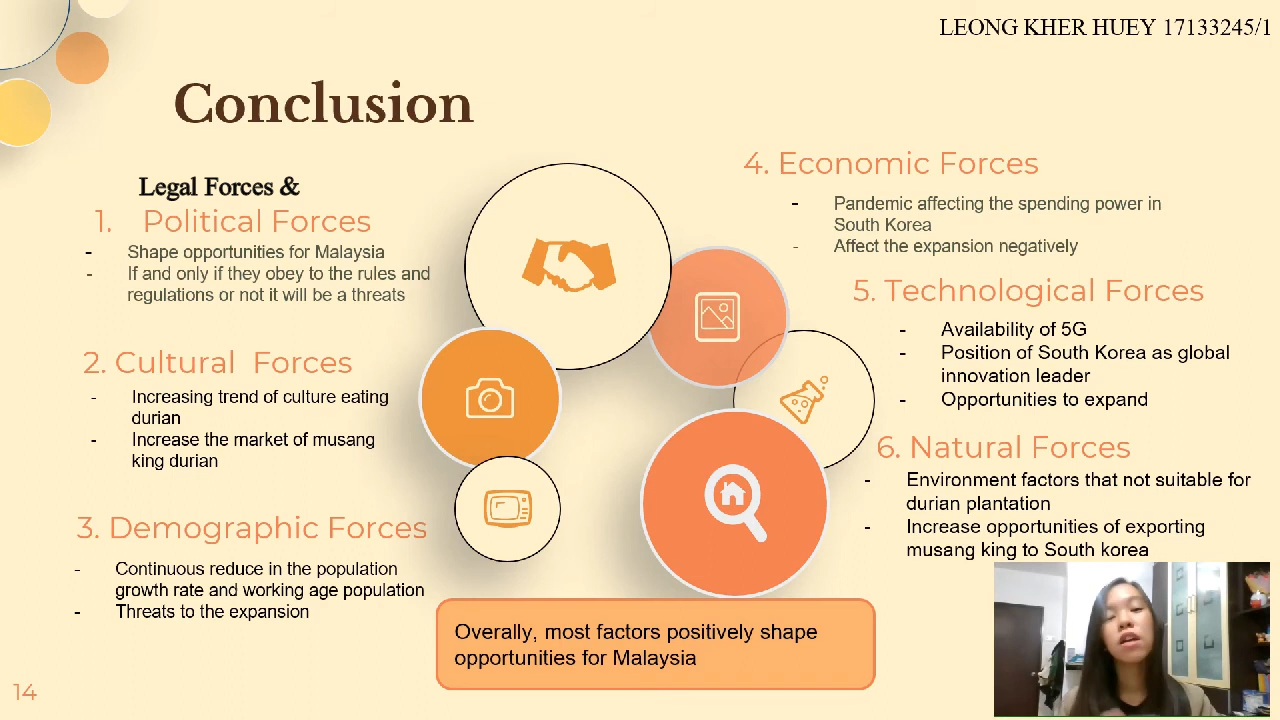 LEONG KHER HUEY 17133245/1
Conclusion
Legal Forces &
1. Political Forces
- Shape opportunities for Malaysia
- If and only if they obey to the rules and
regulations or not it will be a threats
2. Cultural Forces
- Increasing trend of culture eating
durian
- Increase the market of musang
king durian
3. Demographic Forces
- Continuous reduce in the population
growth rate and working age population
- Threats to the expansion
4. Economic Forces
- Pandemic affecting the spending power in
South Korea
- Affect the expansion negatively
5. Technological Forces
- Availability of 5G
- Position of South Korea as global
innovation leader
- Opportunities to expand
6. Natural Forces
- Environment factors that not suitable for
durian plantation
- Increase opportunities of exporting
musang king to South korea
Overally, most factors positively shape
opportunities for Malaysia
14